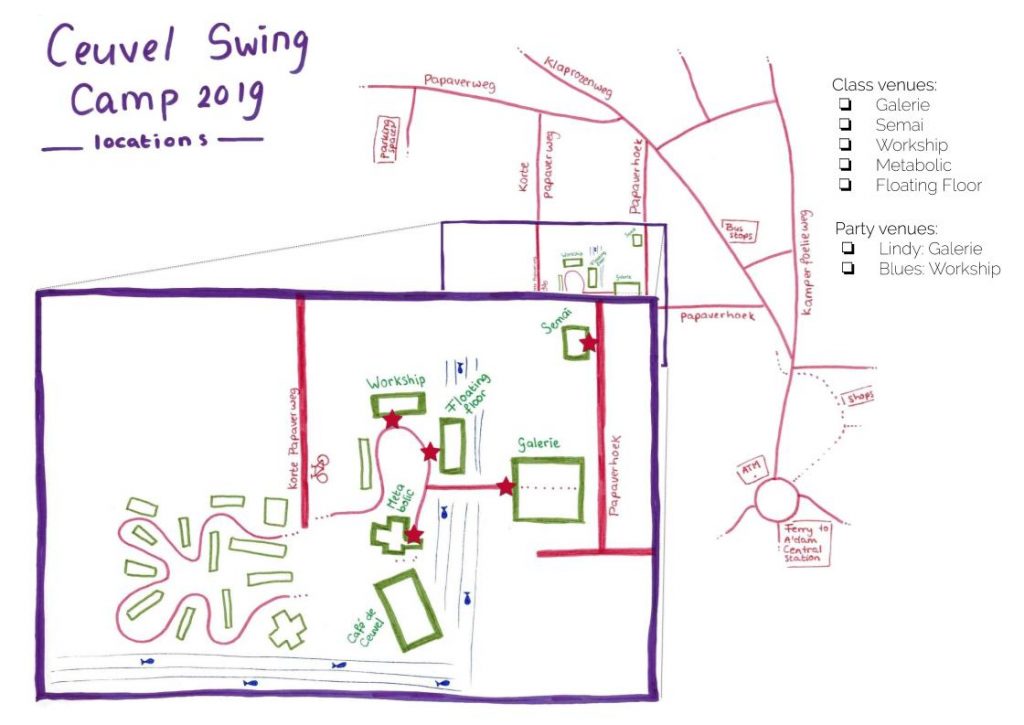 Ceuvel Swing
Camp 2019
locations
Papaverweg
Klaprozenweg
Parking
spaces
Korte
papaverweg
Papaverhoek
Bus
stops
Kamperfoelieweg
papaverhoek
Shops
ATM
Ferry to
A'dam
Central
Station
Class venues:
Galerie
Semai
Workship
Metabolic
Floating Floor
Party venues:
Lindy: Galerie
Blues: Workship
Workship
Galerie
Semai
Workship
Floating
floor
Galerie
Korte Papaverweg
Papaverhoek
Meta
bolic
Café de
Ceuvel